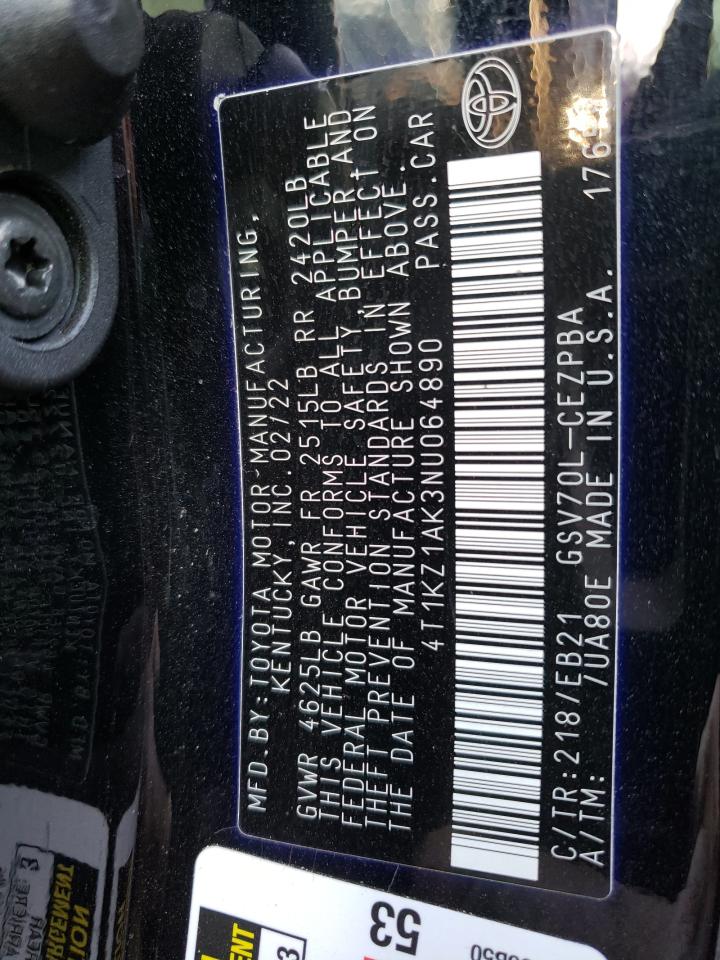 MFD.BY:TOYOTA MOTOR MANUFACTURING,
KENTUCKY,INC.02/22
GVWR 4625LB GAWR FR 2515LB RR 2420LB
THIS VEHICLE CONFORMS TO ALL APPLICABLE
FEDERAL MOTOR VEHICLE SAFETY,BUMPER AND
THEFT PREVENTION STANDARDS IN EFFECT ON
THE DATE OF MANUFACTURE SHOWN ABOVE.
4T1KZ1AK3NU064890 PASS.CAR
C/TR:218/EB21 GSV70L-CEZPBA
A/TM: /UA80E MADE IN U.S.A.
53